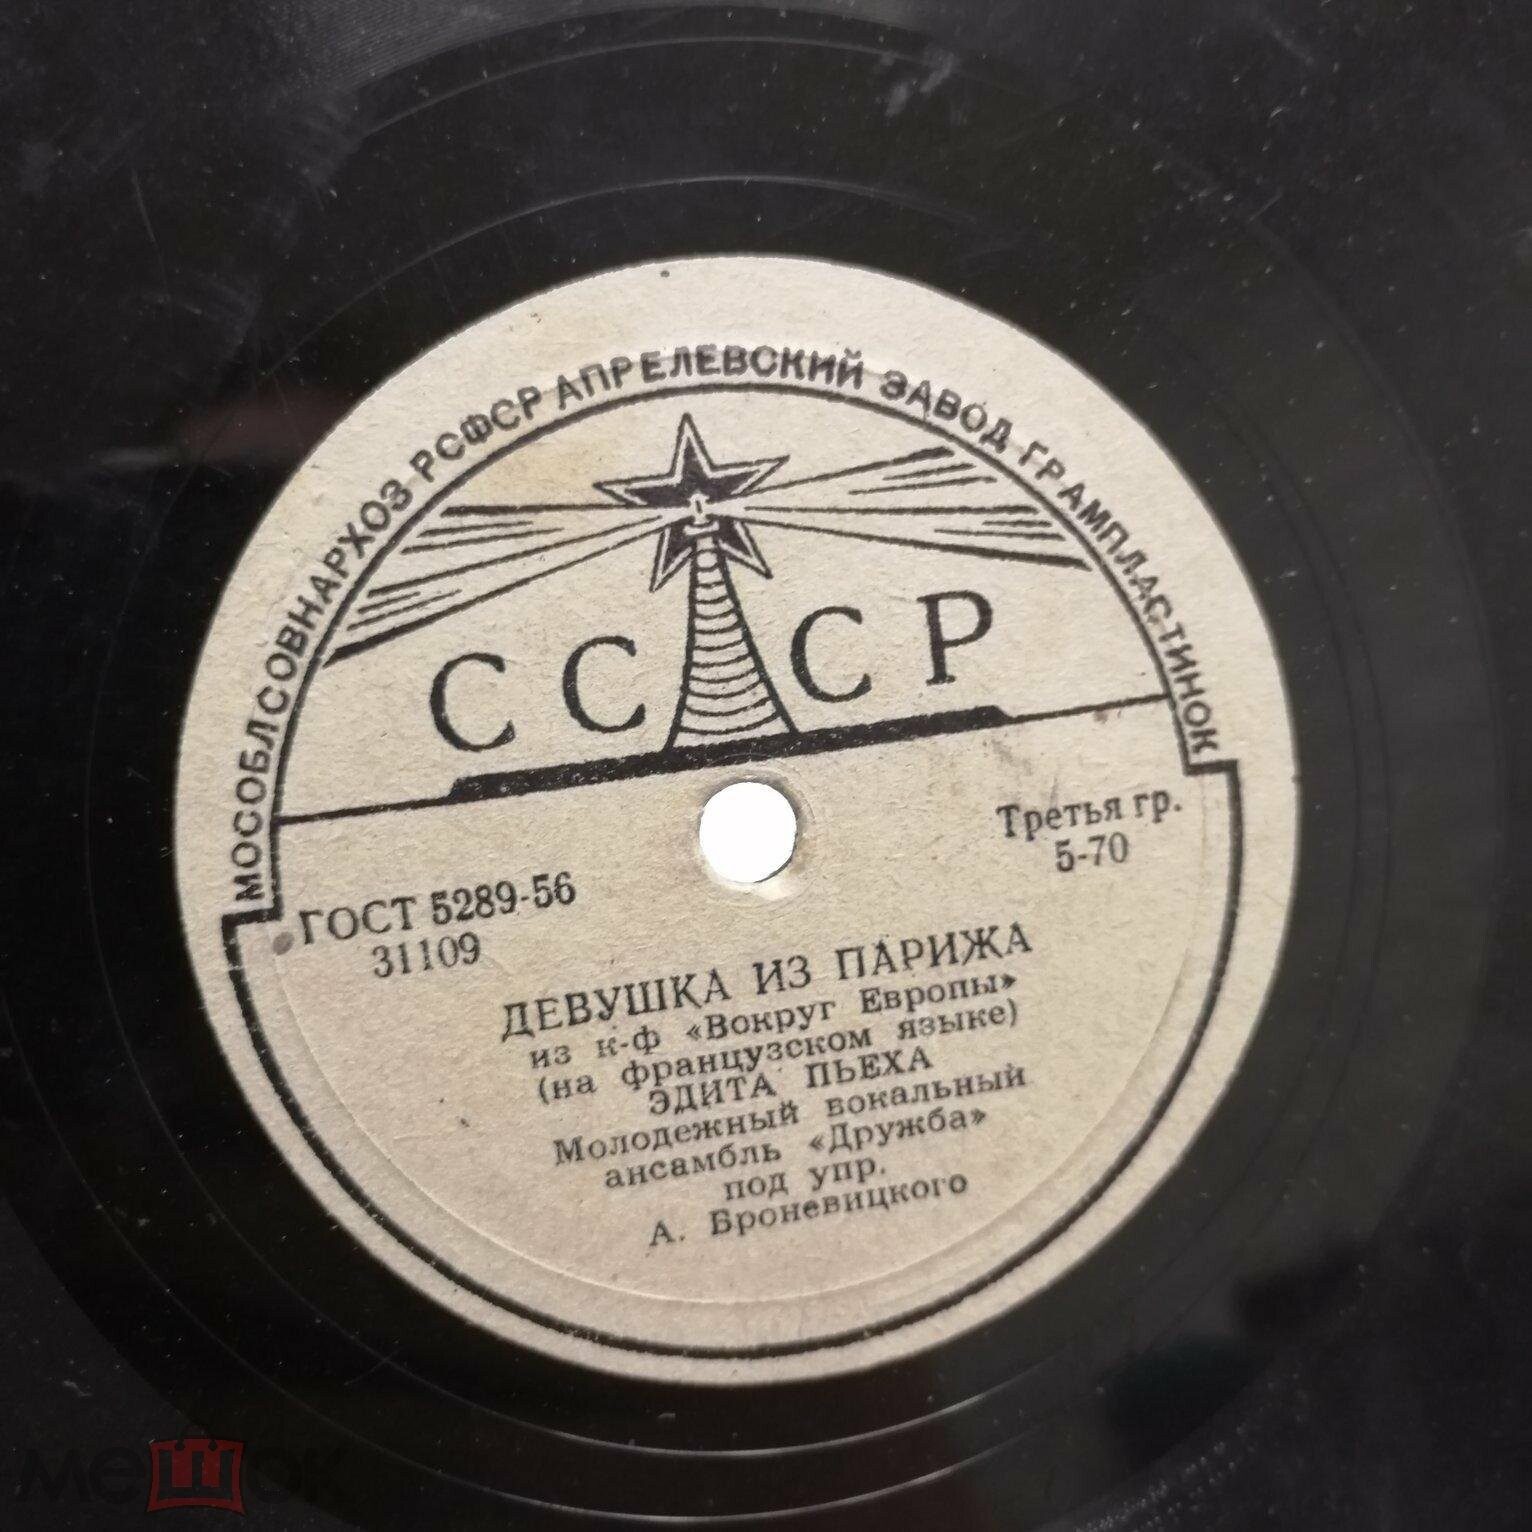 МОСОБЛСОВНАРХОЗ РСФСР АПРЕЛЕВСКИЙ ЗАВОД ГРАМПЛАСТИНОК
СССР
Третья гр.
5-70
ГОСТ 5289-56
31109
ДЕВУШКА ИЗ ПАРИЖА
из к-ф «Вокруг Европы»
(на французском языке)
ЭДИТА ПЬЕХА
Молодежный вокальный
ансамбль «Дружба»
под упр.
А. Броневицкого
мешок